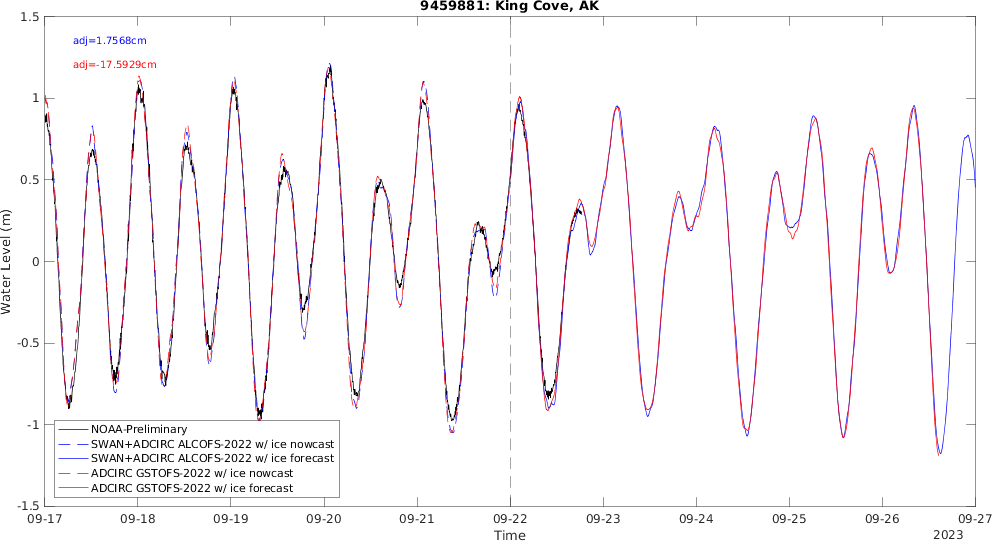 9459881: King Cove, AK
adj=1.7568cm
adj=-17.5929cm
1.5
1
0.5
0
-0.5
-1
-1.5
Water Level (m)
NOAA-Preliminary
SWAN+ADCIRC ALCOFS-2022 w/ ice nowcast
SWAN+ADCIRC ALCOFS-2022 w/ ice forecast
ADCIRC GSTOFS-2022 w/ ice nowcast
ADCIRC GSTOFS-2022 w/ ice forecast
09-17 09-18 09-19 09-20 09-21 09-22 09-23 09-24 09-25 09-26 09-27
Time
2023